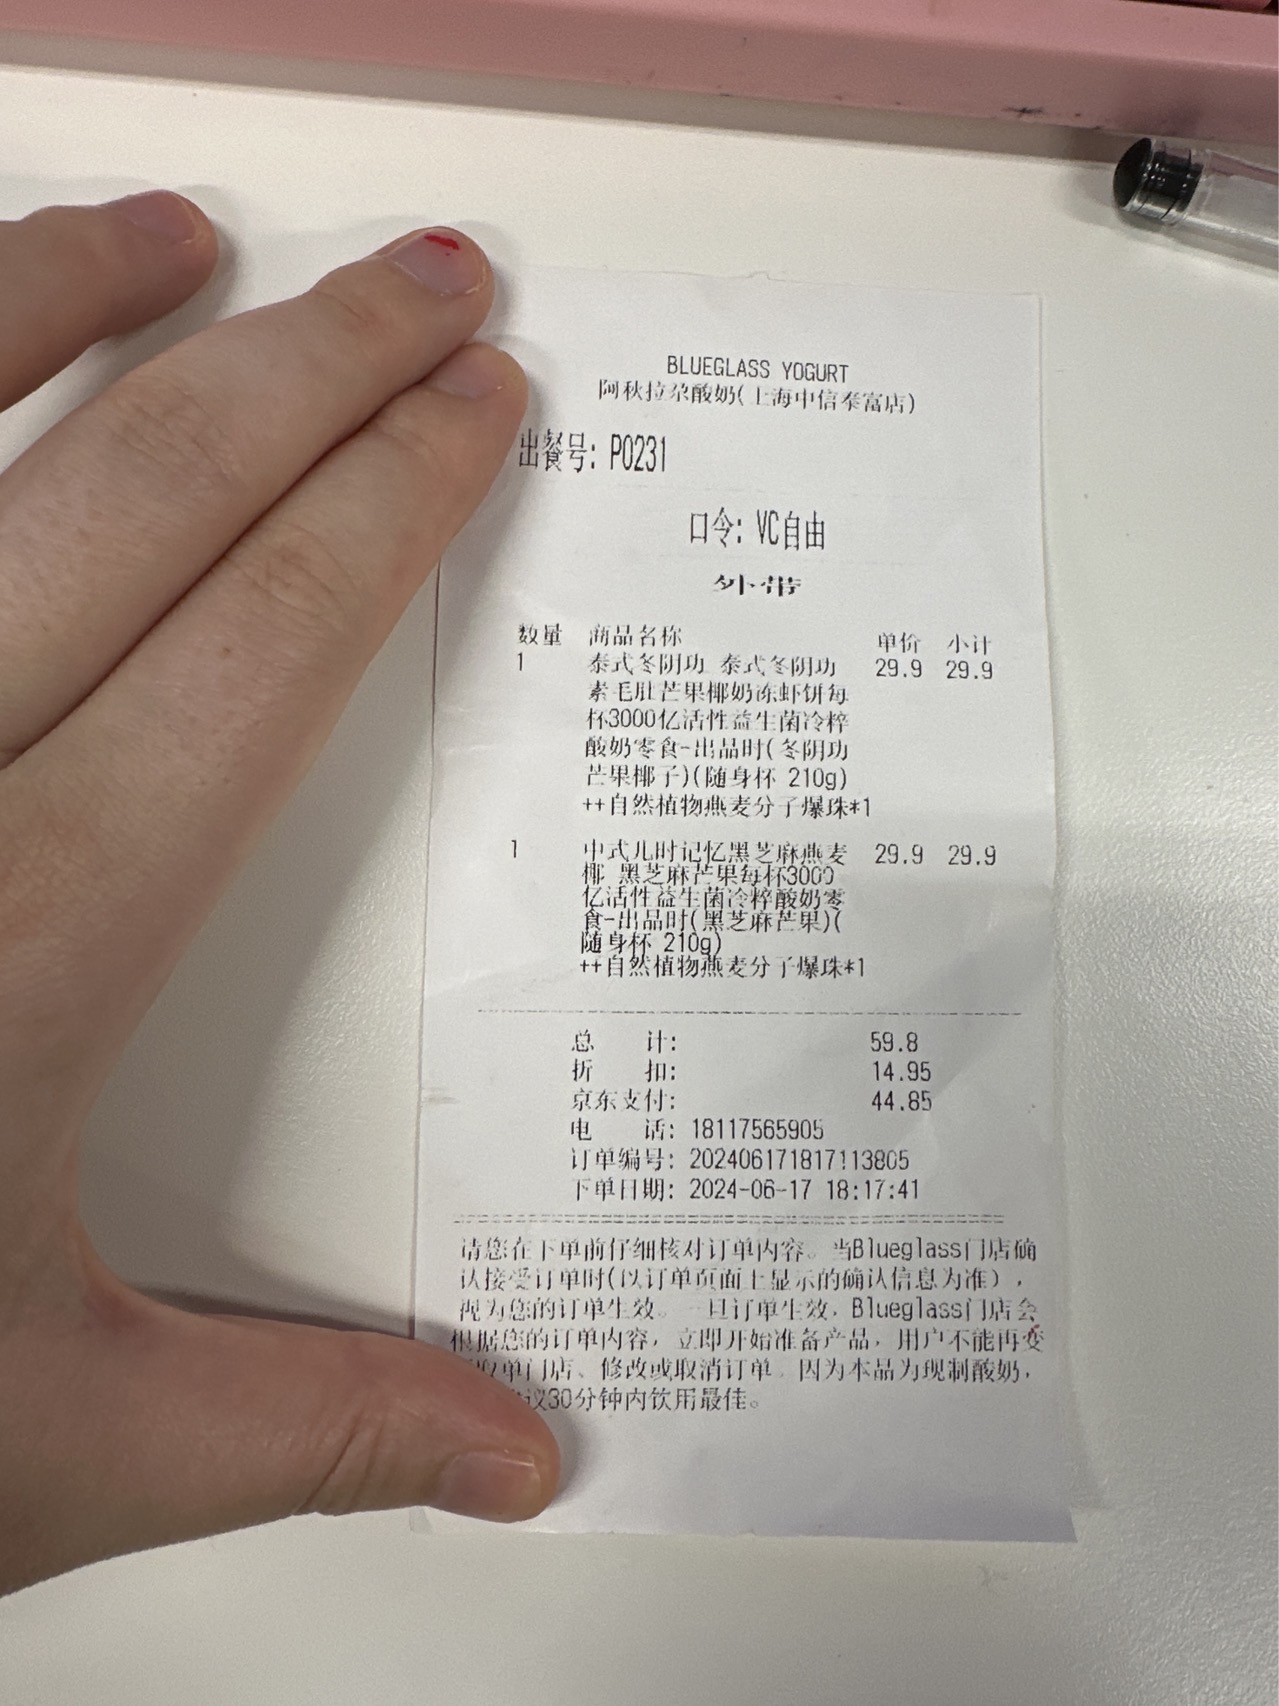 BLUEGLASS YOGURT
阿秋拉尕酸奶(上海中信泰富店)
出餐号: P0231
口令: VC自由
外带
数量 商品名称 单价 小计
1 泰式冬阴功 泰式冬阴功 29.9 29.9
素毛肚芒果椰奶冻虾饼每
杯3000亿活性益生菌冷粹
酸奶零食-出品时(冬阴功
芒果椰子)(随身杯 210g)
++自然植物燕麦分子爆珠*1
1 中式儿时记忆黑芝麻燕麦 29.9 29.9
椰 黑芝麻芒果每杯3000
亿活性益生菌冷粹酸奶零
食-出品时(黑芝麻芒果)(
随身杯 210g)
++自然植物燕麦分子爆珠*1
总 计: 59.8
折 扣: 14.95
京东支付: 44.85
电 话: 18117565905
订单编号: 202406171817113805
下单日期: 2024-06-17 18:17:41
请您在下单前仔细核对订单内容。当Blueglass门店确
认接受订单时(以订单页面上显示的确认信息为准),
视为您的订单生效。一旦订单生效,Blueglass门店会
根据您的订单内容,立即开始准备产品,用户不能再变
取单门店、修改或取消订单。因为本品为现制酸奶,
议30分钟内饮用最佳。